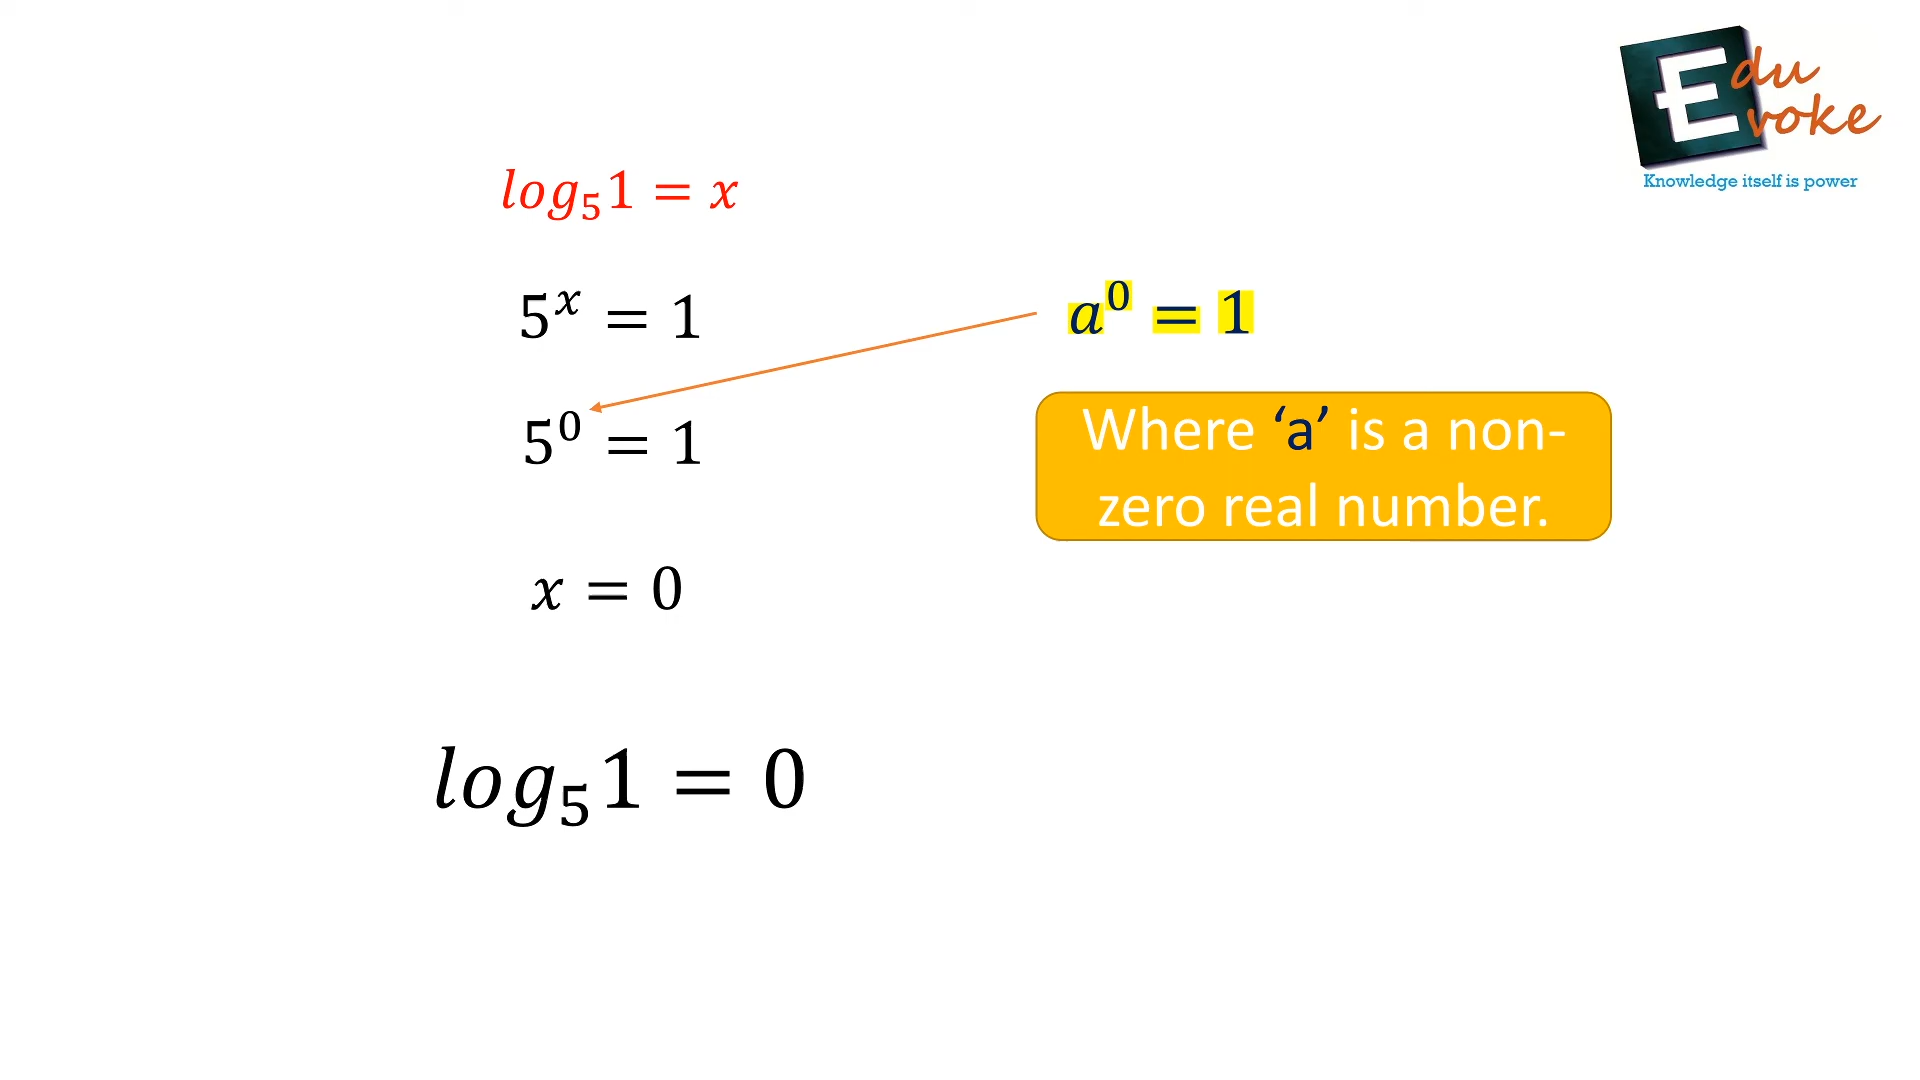 Edu
voke
Knowledge itself is power
log₅1 = x
5ˣ = 1
a⁰ = 1
5⁰ = 1
Where ‘a’ is a non-
zero real number.
x = 0
log₅1 = 0